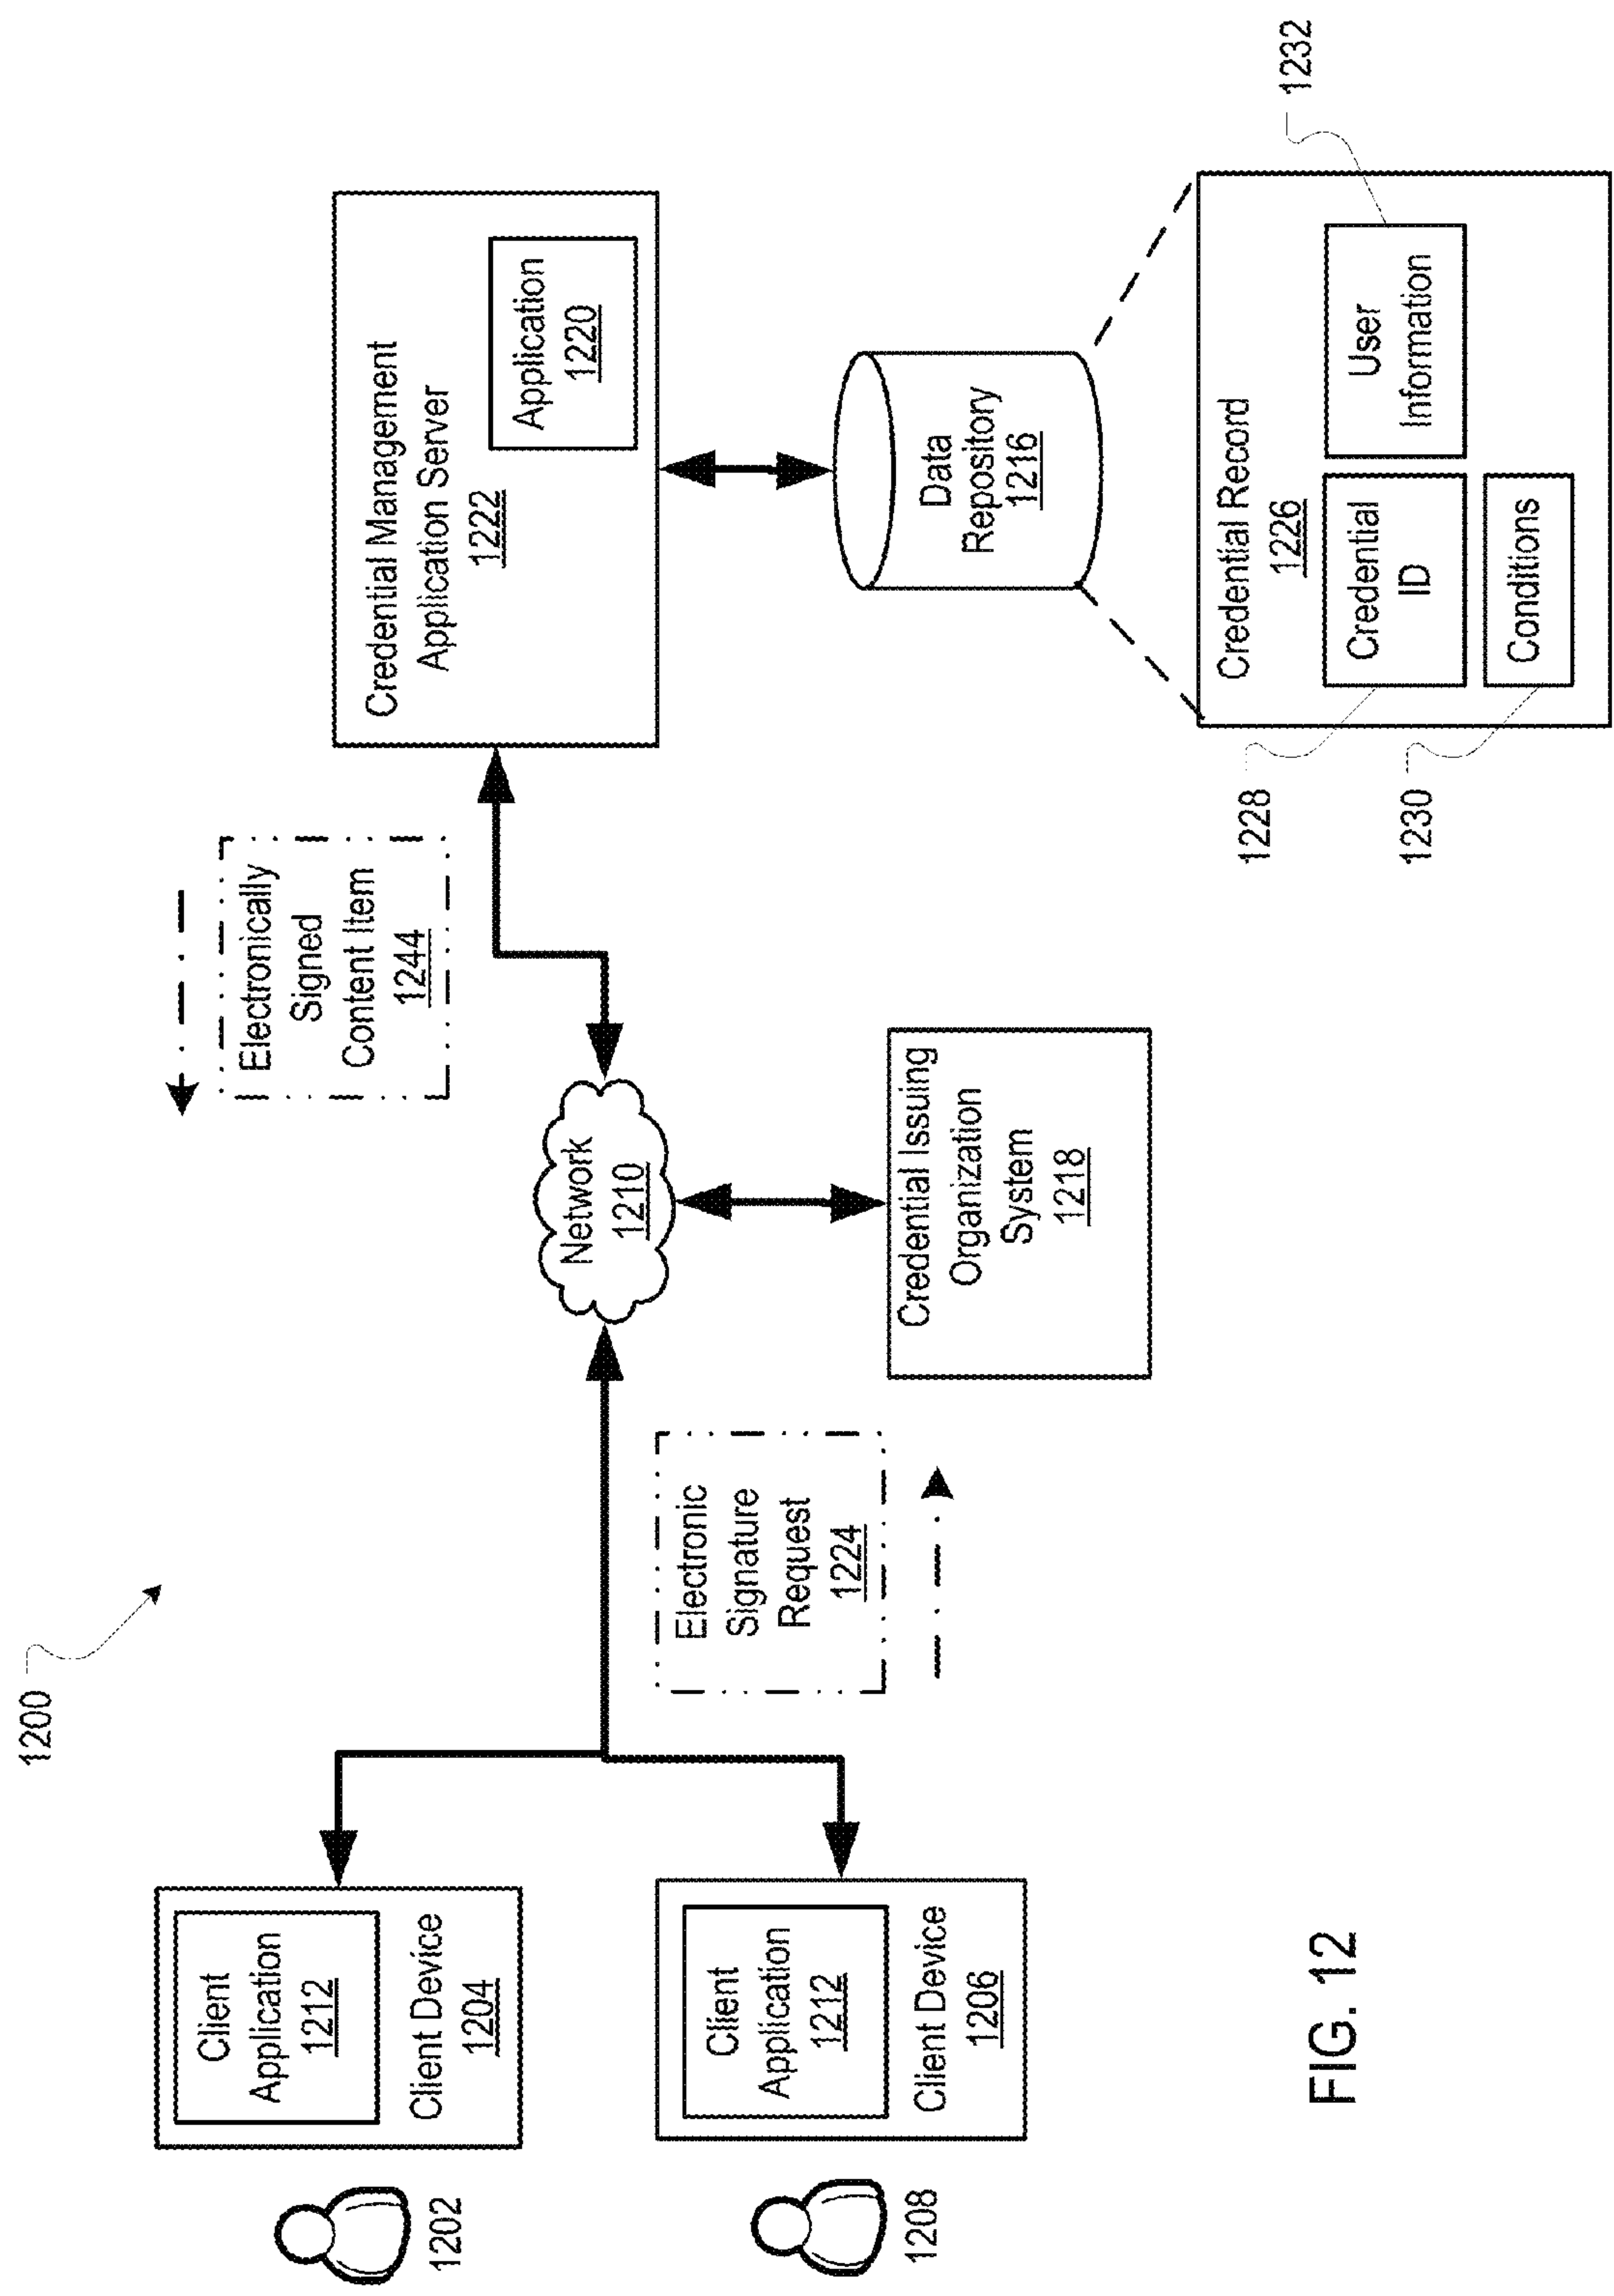 1200
Client
Application
1212
Client Device
1204
1202
Client
Application
1212
Client Device
1206
1208
Electronic
Signature
Request
1224
Network
1210
Credential Issuing
Organization
System
1218
Electronically
Signed
Content Item
1244
Credential Management
Application Server
1222
Application
1220
Data
Repository
1216
Credential Record
1226
Credential
ID
User
Information
Conditions
1228
1230
1232
FIG. 12